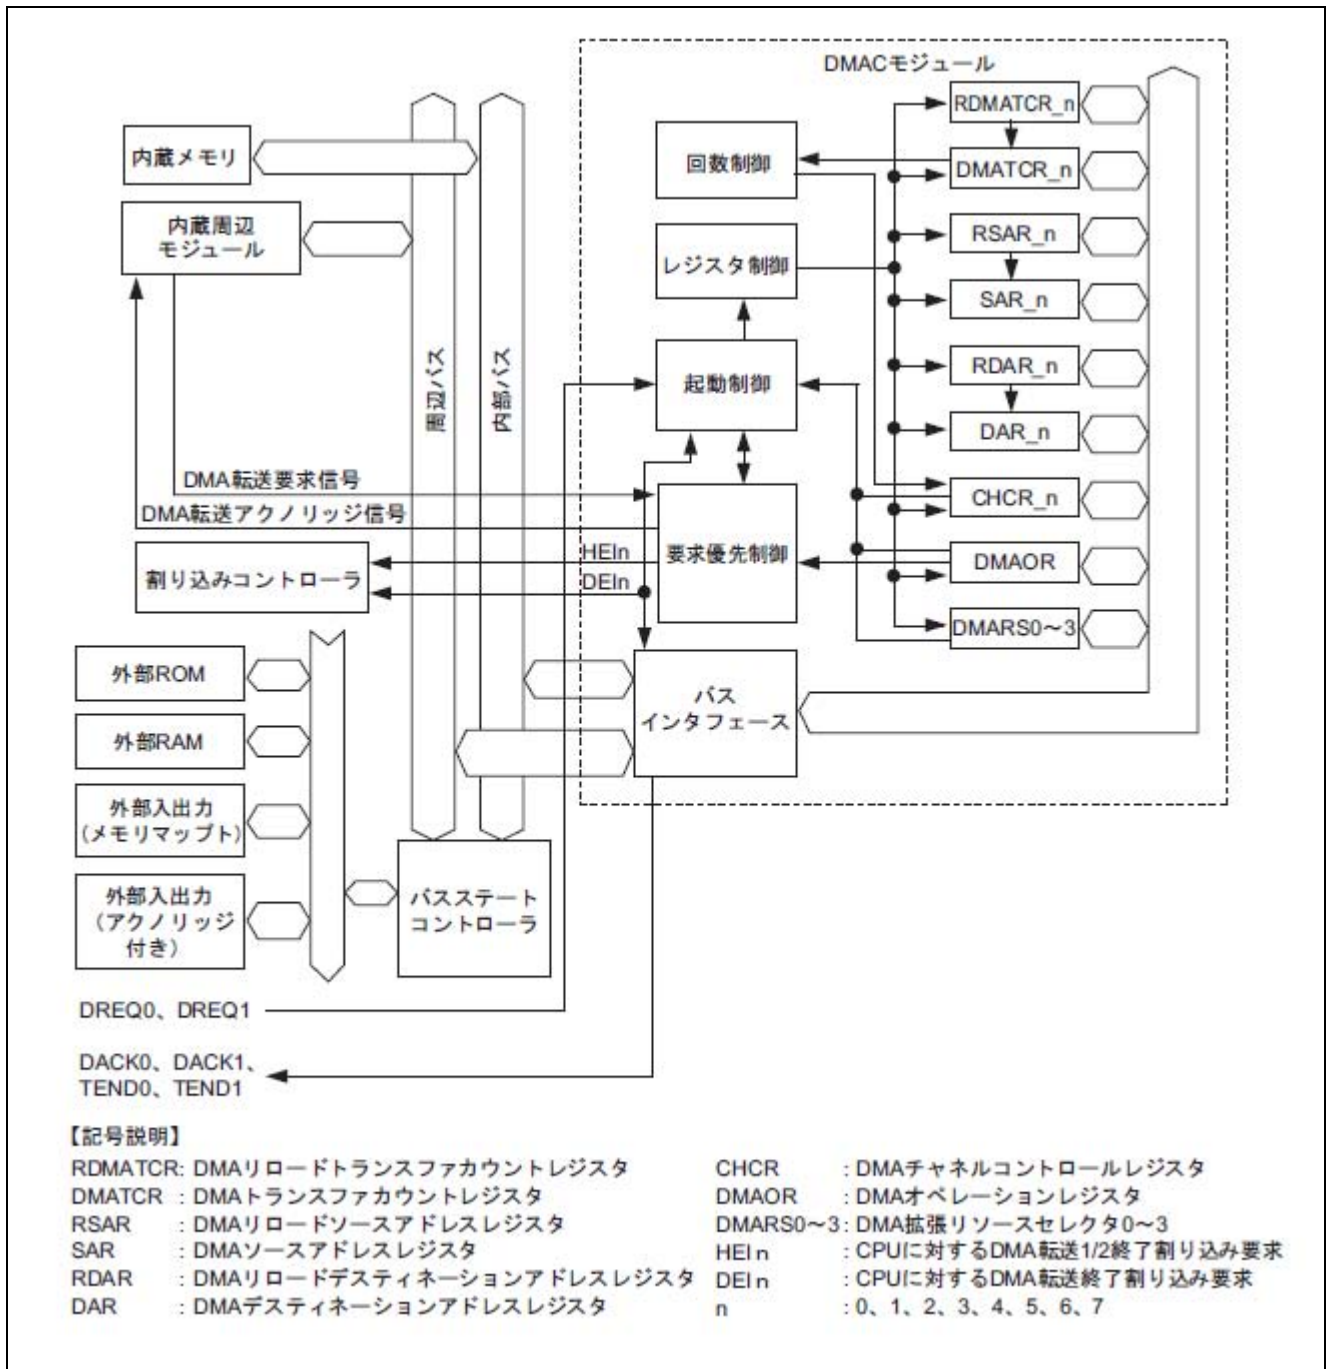 DMACモジュール
RDMATCR_n
内蔵メモリ
回数制御
DMATCR_n
内蔵周辺
モジュール
RSAR_n
レジスタ制御
SAR_n
周辺バス
内部バス
起動制御
RDAR_n
DAR_n
DMA転送要求信号
CHCR_n
DMA転送アクノリッジ信号
HEIn
要求優先制御
DMAOR
割り込みコントローラ
DEIn
DMARS0～3
外部ROM
バス
インタフェース
外部RAM
外部入出力
(メモリマップト)
外部入出力
(アクノリッジ
付き)
バスステート
コントローラ
DREQ0、DREQ1
DACK0、DACK1、
TEND0、TEND1
【記号説明】
RDMATCR: DMAリロードトランスファカウントレジスタ
DMATCR : DMAトランスファカウントレジスタ
RSAR : DMAリロードソースアドレスレジスタ
SAR : DMAソースアドレスレジスタ
RDAR : DMAリロードデスティネーションアドレスレジスタ
DAR : DMAデスティネーションアドレスレジスタ
CHCR : DMAチャネルコントロールレジスタ
DMAOR : DMAオペレーションレジスタ
DMARS0～3: DMA拡張リソースセレクタ0～3
HEIn : CPUに対するDMA転送1/2終了割り込み要求
DEIn : CPUに対するDMA転送終了割り込み要求
n : 0、1、2、3、4、5、6、7